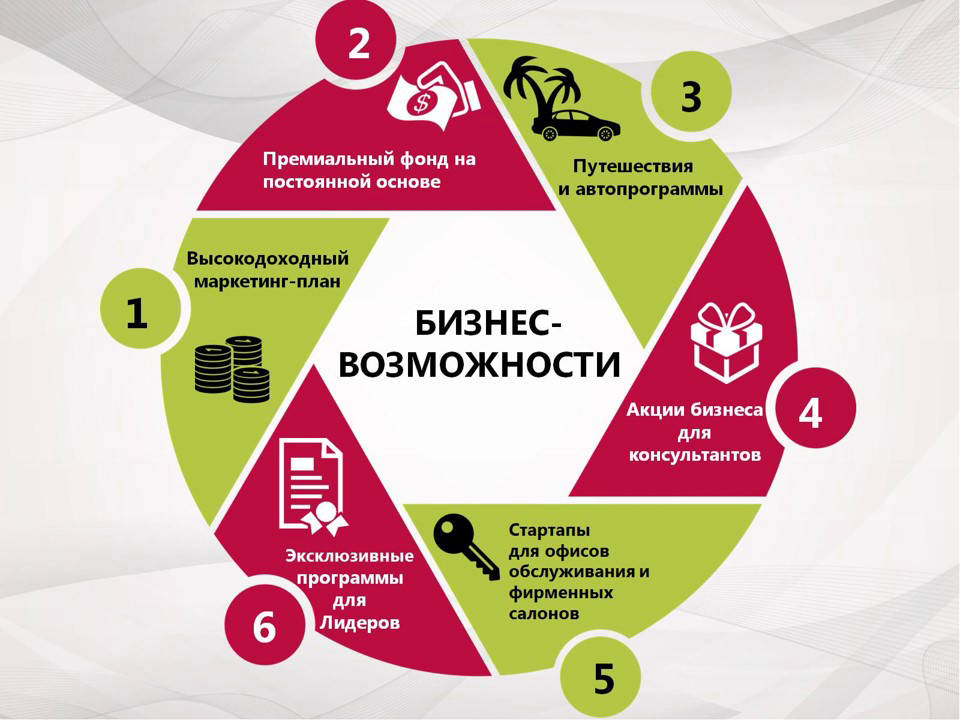 БИЗНЕС-
ВОЗМОЖНОСТИ
1
Высокодоходный
маркетинг-план
2
$
Премиальный фонд на
постоянной основе
3
Путешествия
и автопрограммы
4
Акции бизнеса
для
консультантов
5
Стартапы
для офисов
обслуживания и
фирменных
салонов
6
Эксклюзивные
программы
для
Лидеров